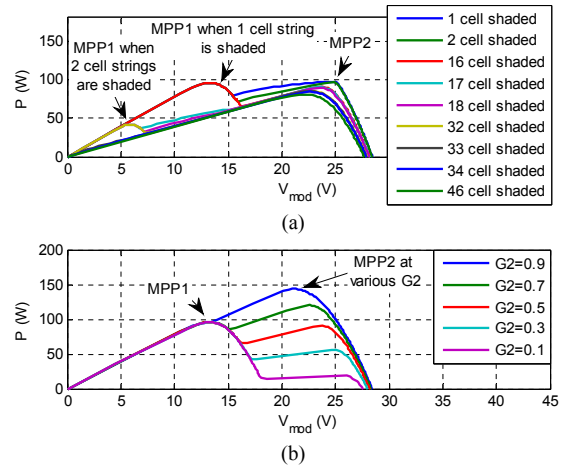 (a)
MPP1 when
2 cell strings
are shaded
MPP1 when 1 cell string
is shaded
MPP2
1 cell shaded
2 cell shaded
16 cell shaded
17 cell shaded
18 cell shaded
32 cell shaded
33 cell shaded
34 cell shaded
46 cell shaded
P (W)
200
150
100
50
0
0 5 10 15 20 25 30
V_mod (V)
(a)
P (W)
200
150
100
50
0
MPP1
MPP2 at
various G2
G2=0.9
G2=0.7
G2=0.5
G2=0.3
G2=0.1
0 5 10 15 20 25 30 35 40 45
V_mod (V)
(b)